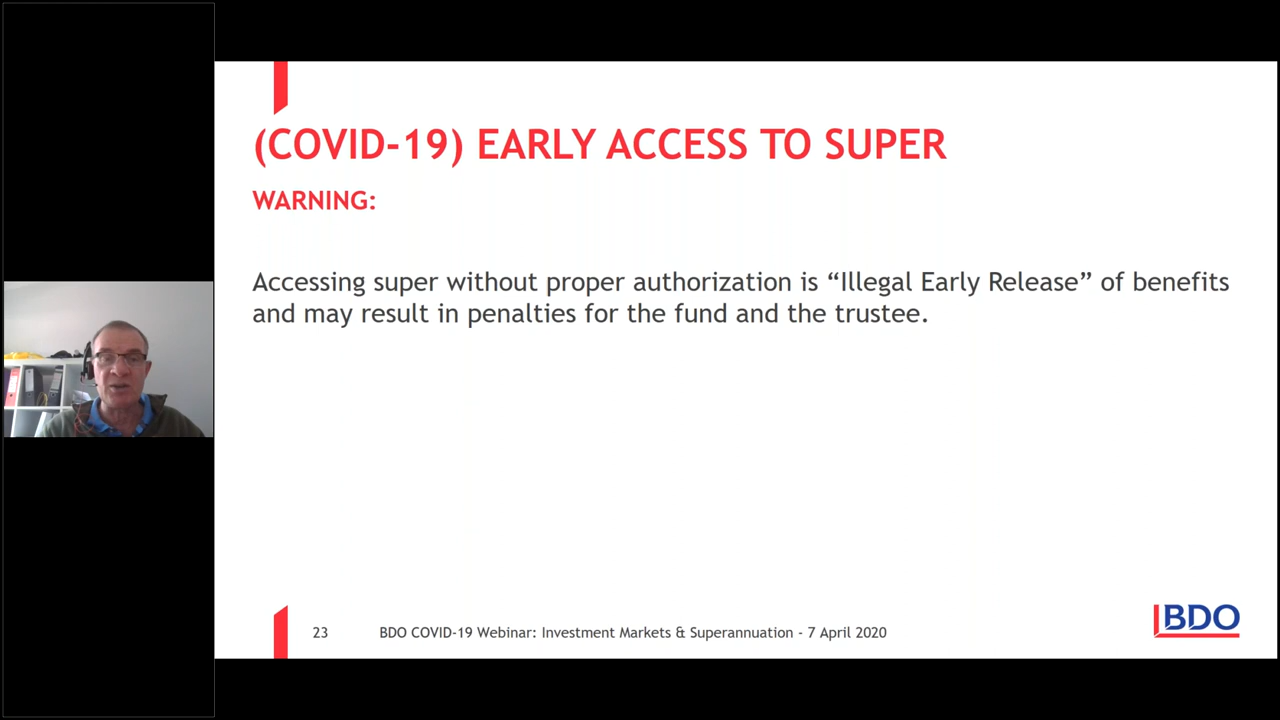 (COVID-19) EARLY ACCESS TO SUPER
WARNING:
Accessing super without proper authorization is “Illegal Early Release” of benefits
and may result in penalties for the fund and the trustee.
23 BDO COVID-19 Webinar: Investment Markets & Superannuation - 7 April 2020
BDO